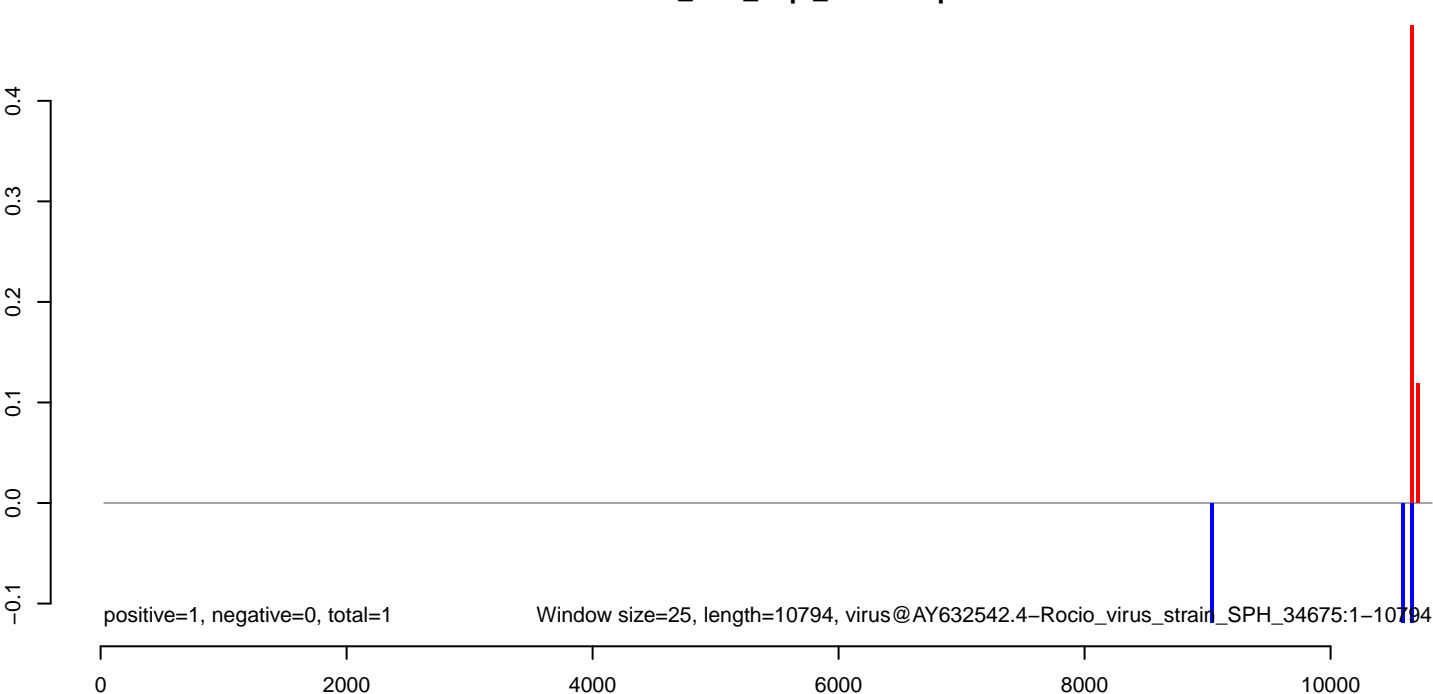 0.4
0.3
0.2
0.1
0.0
−0.1
positive=1, negative=0, total=1
Window size=25, length=10794, virus@AY632542.4−Rocio_virus_strain_SPH_34675:1−10794
0 2000 4000 6000 8000 10000